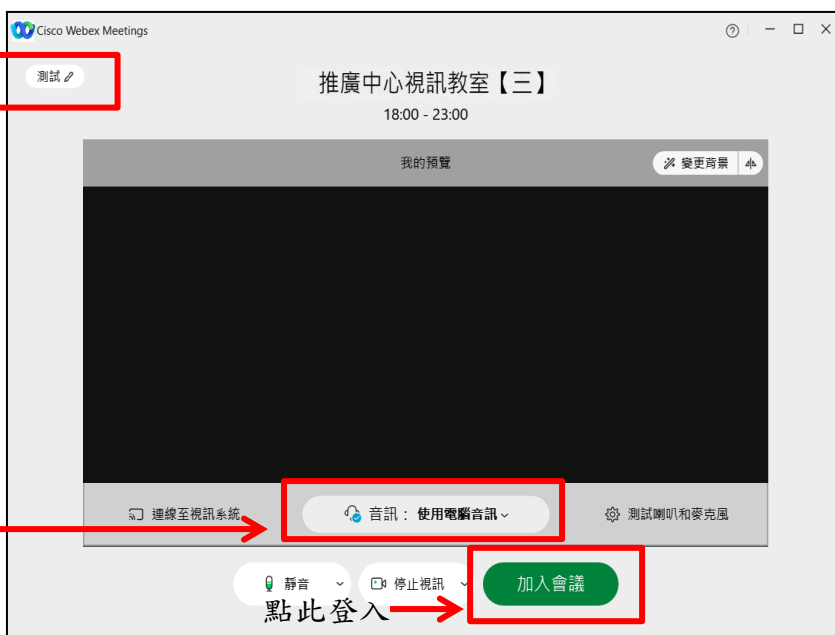 Cisco Webex Meetings
測試
推廣中心視訊教室【三】
18:00 - 23:00
我的預覽
變更背景
連線至視訊系統
音訊： 使用電腦音訊
測試喇叭和麥克風
靜音
停止視訊
加入會議
點此登入